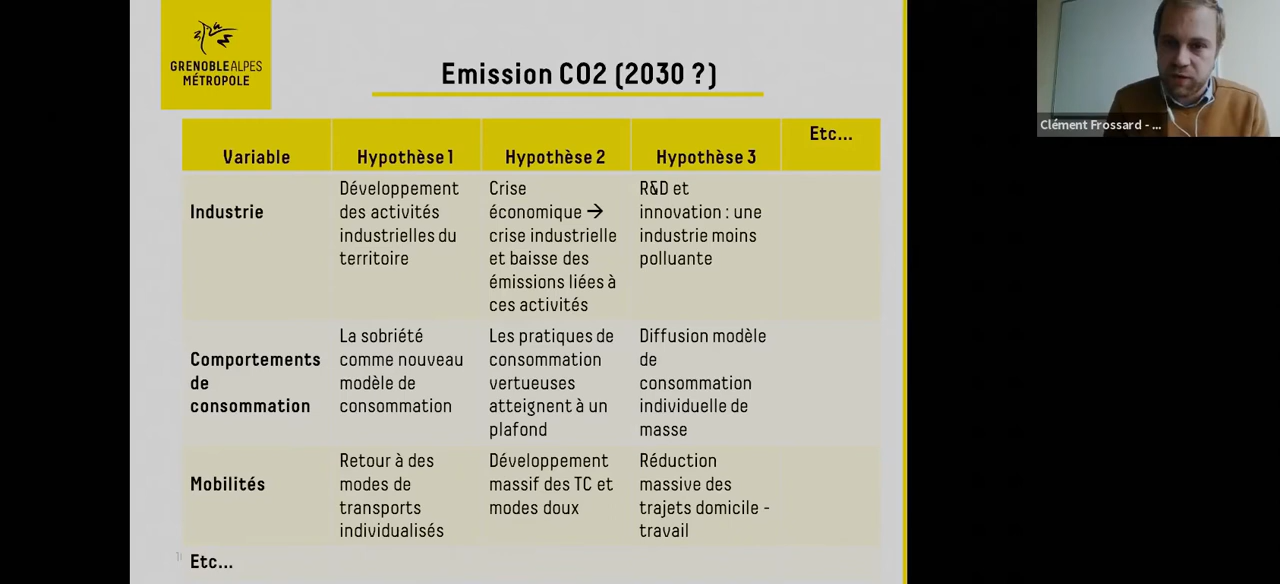 GRENOBLEALPES
MÉTROPOLE
Emission CO2 (2030 ?)
Variable
Hypothèse 1
Hypothèse 2
Hypothèse 3
Etc...
Industrie
Développement
des activités
industrielles du
territoire
Crise
économique →
crise industrielle
et baisse des
émissions liées à
ces activités
R&D et
innovation : une
industrie moins
polluante
Comportements
de
consommation
La sobriété
comme nouveau
modèle de
consommation
Les pratiques de
consommation
vertueuses
atteignent à un
plafond
Diffusion modèle
de
consommation
individuelle de
masse
Mobilités
Retour à des
modes de
transports
individualisés
Développement
massif des TC et
modes doux
Réduction
massive des
trajets domicile -
travail
Etc...
Clément Frossard - ...